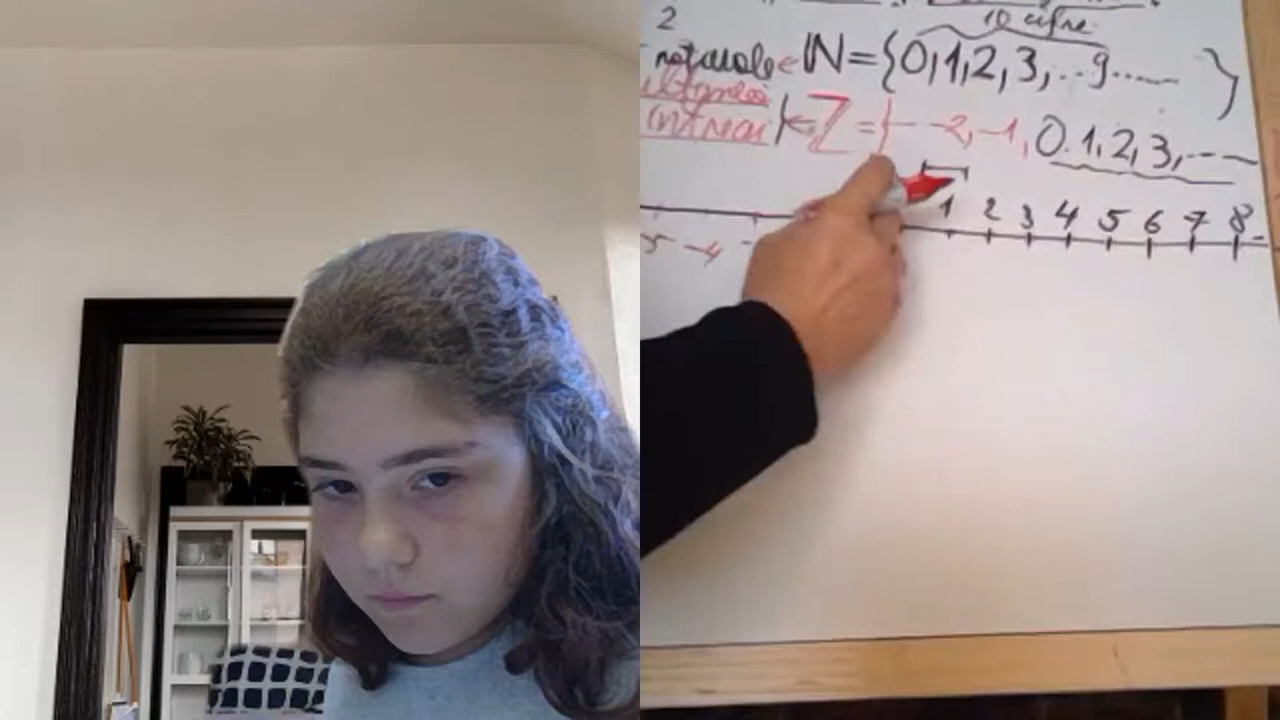 10 cifre
2
naturale ∈ ℕ = {0, 1, 2, 3, ... 9 ...... }
întregi ← ℤ = { - - 2, -1, 0. 1, 2, 3, - - -
1 2 3 4 5 6 7 8
-4